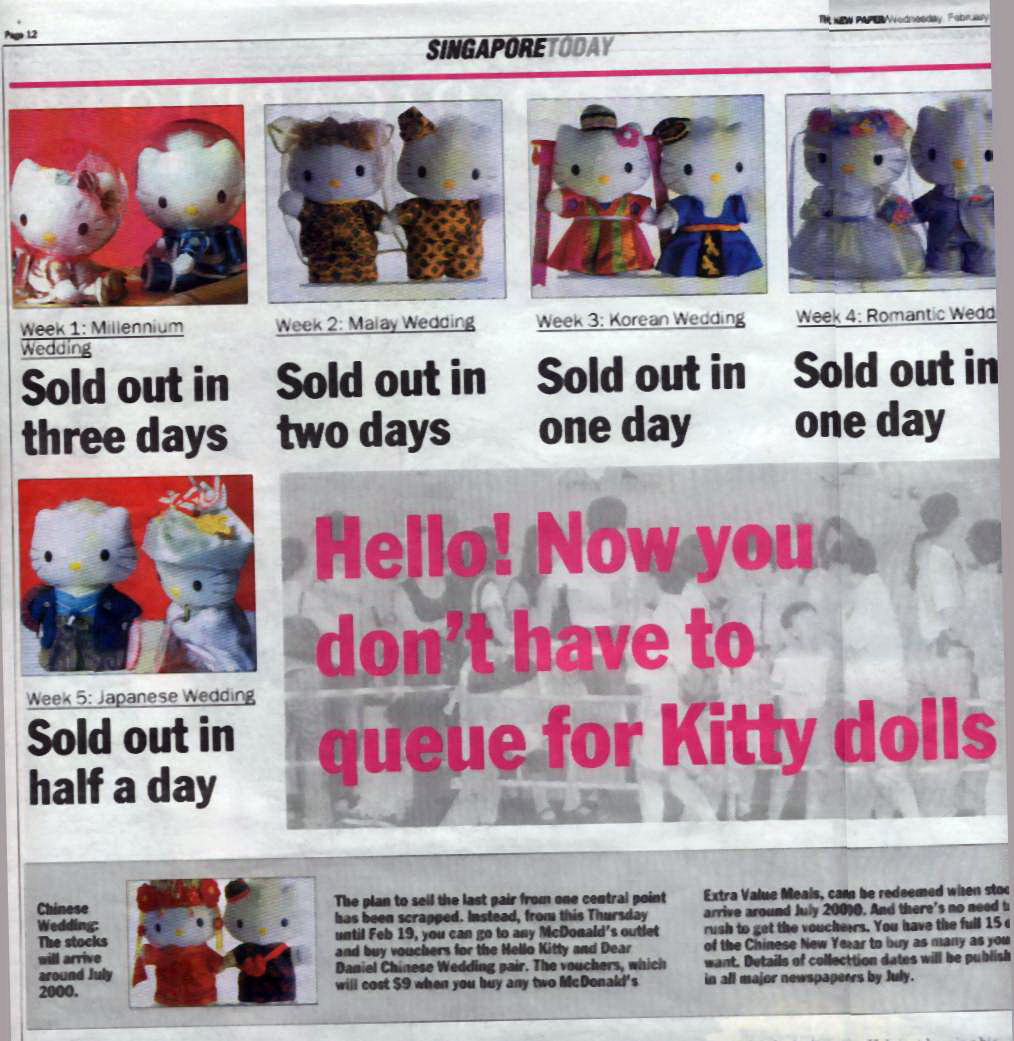 Page 12
THE NEW PAPER/Wednesday, February
SINGAPORETODAY
Week 1: Millennium
Wedding
Sold out in
three days
Week 2: Malay Wedding
Sold out in
two days
Week 3: Korean Wedding
Sold out in
one day
Week 4: Romantic Wedd
Sold out in
one day
Week 5: Japanese Wedding
Sold out in
half a day
Hello! Now you
don't have to
queue for Kitty dolls
Chinese
Wedding:
The stocks
will arrive
around July
2000.
The plan to sell the last pair from one central point
has been scrapped. Instead, from this Thursday
until Feb 19, you can go to any McDonald's outlet
and buy vouchers for the Hello Kitty and Dear
Daniel Chinese Wedding pair. The vouchers, which
will cost $9 when you buy any two McDonald's
Extra Value Meals, can be redeemed when stoc
arrive around July 2000. And there's no need t
rush to get the vouchers. You have the full 15 d
of the Chinese New Year to buy as many as you
want. Details of collection dates will be publish
in all major newspapers by July.